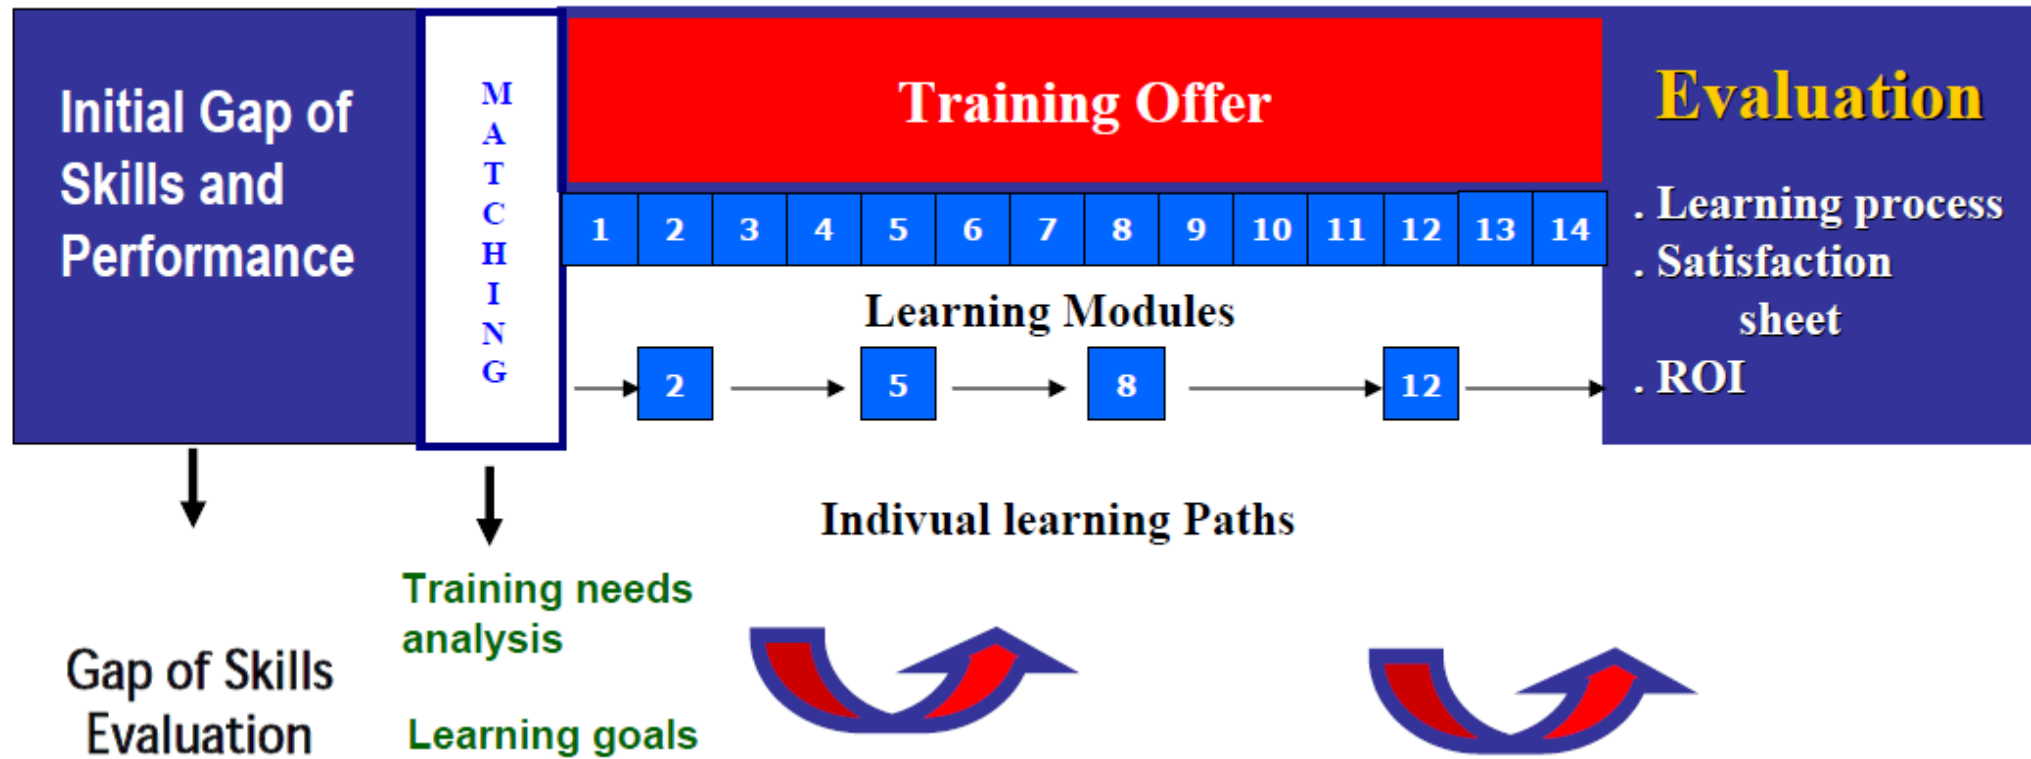 Initial Gap of
Skills and
Performance
M
A
T
C
H
I
N
G
Training Offer
1 2 3 4 5 6 7 8 9 10 11 12 13 14
Learning Modules
2 5 8 12
Indivual learning Paths
Evaluation
. Learning process
. Satisfaction
sheet
. ROI
Gap of Skills
Evaluation
Training needs
analysis
Learning goals